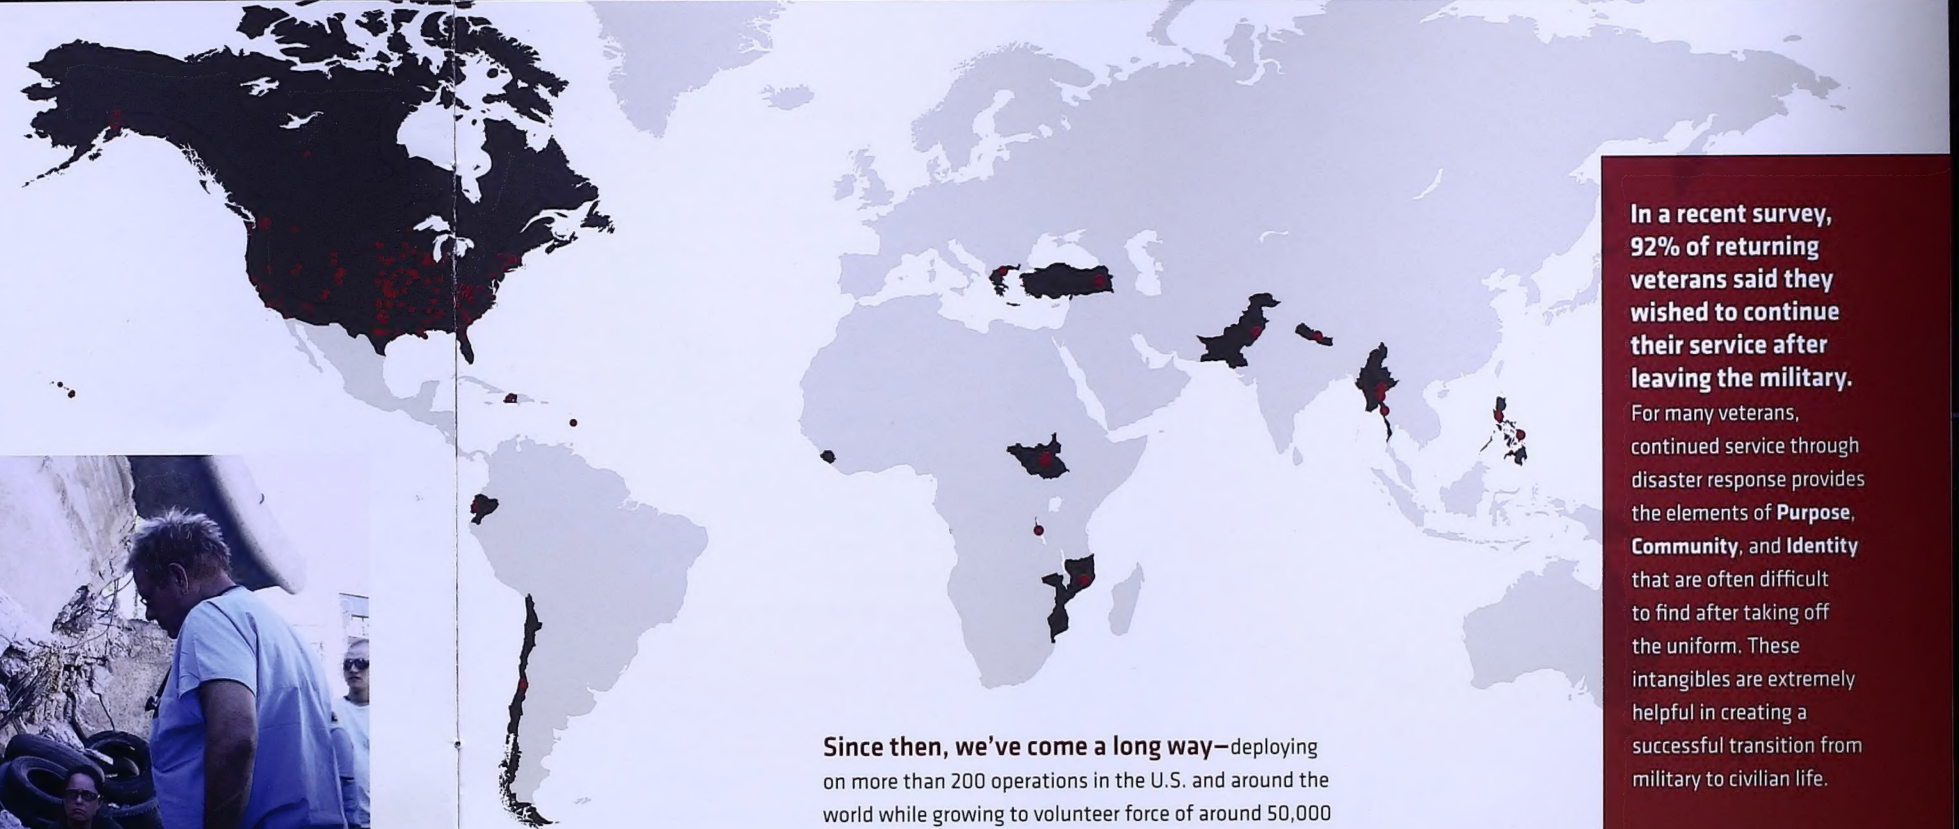 Since then, we've come a long way—deploying
on more than 200 operations in the U.S. and around the
world while growing to volunteer force of around 50,000
In a recent survey,
92% of returning
veterans said they
wished to continue
their service after
leaving the military.
For many veterans,
continued service through
disaster response provides
the elements of Purpose,
Community, and Identity
that are often difficult
to find after taking off
the uniform. These
intangibles are extremely
helpful in creating a
successful transition from
military to civilian life.